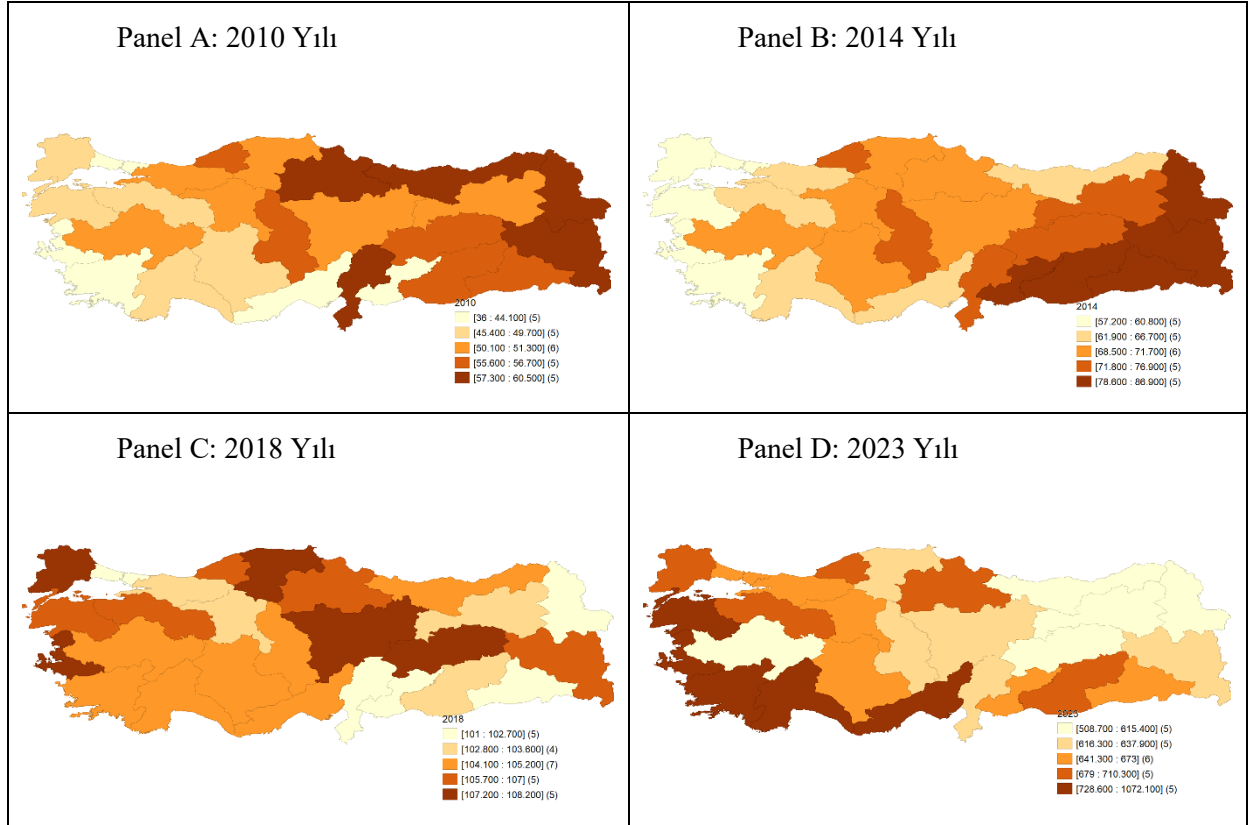 Panel A: 2010 Yılı
2010
[36 : 44.100] (5)
[45.400 : 49.700] (5)
[50.100 : 51.300] (6)
[55.600 : 56.700] (5)
[57.300 : 60.500] (5)
Panel B: 2014 Yılı
2014
[57.200 : 60.800] (5)
[61.900 : 66.700] (5)
[68.500 : 71.700] (6)
[71.800 : 76.900] (5)
[78.600 : 86.900] (5)
Panel C: 2018 Yılı
2018
[101 : 102.700] (5)
[102.800 : 103.600] (4)
[104.100 : 105.200] (7)
[105.700 : 107] (5)
[107.200 : 108.200] (5)
Panel D: 2023 Yılı
2023
[508.700 : 615.400] (5)
[616.300 : 637.900] (5)
[641.300 : 673] (6)
[679 : 710.300] (5)
[728.600 : 1072.100] (5)